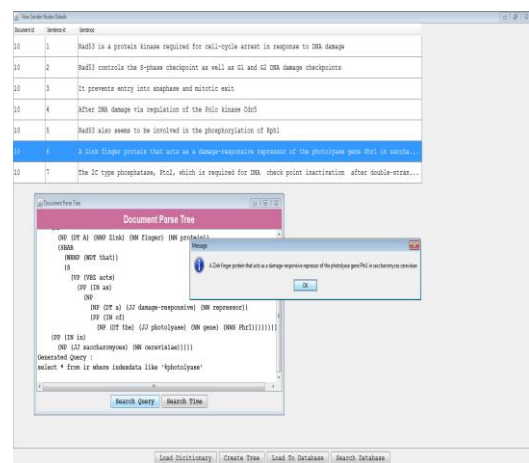 View Sender Nodes Details
Document Id Sentence Id Sentence
10 1 Rad53 is a protein kinase required for cell-cycle arrest in response to DNA damage
10 2 Rad53 controls the S-phase checkpoint as well as G1 and G2 DNA damage checkpoints
10 3 It prevents entry into anaphase and mitotic exit
10 4 After DNA damage via regulation of the Polo kinase Cdc5
10 5 Rad53 also seems to be involved in the phosphorylation of Rph1
10 6 A Zink finger protein that acts as a damage-responsive repressor of the photolyase gene Phr1 in saccha...
10 7 The 2C type phosphatase, Ptc2, which is required for DNA check point inactivation after double-stran...
Document Parse Tree
Document Parse Tree
(NP (DT A) (NNP Zink) (NN finger) (NN protein))
(SBAR
(WHNP (WDT that))
(S
(VP (VBZ acts)
(PP (IN as)
(NP
(NP (DT a) (JJ damage-responsive) (NN repressor))
(PP (IN of)
(NP (DT the) (JJ photolyase) (NN gene) (NNS Phr1)))))))
(PP (IN in)
(NP (JJ saccharomyces) (NN cerevisiae)))))
Generated Query :
select * from ir where indexdata like '%photolyase'
Search Query Search Time
Message
A Zink finger protein that acts as a damage-responsive repressor of the photolyase gene Phr1 in saccharomyces cerevisiae
OK
Load Dicitionary Create Tree Load To Database Search Database